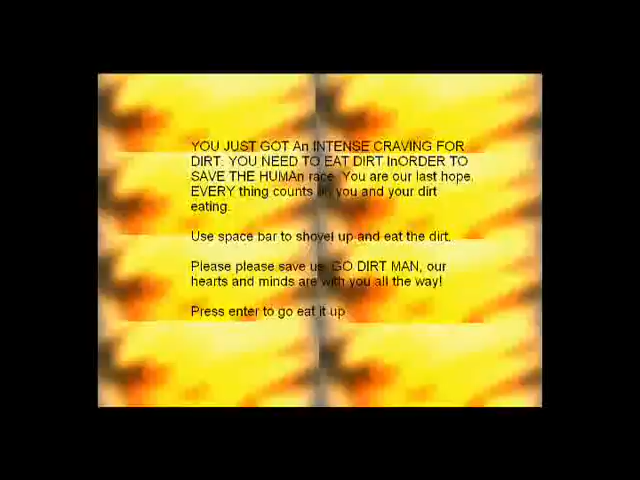 YOU JUST GOT An INTENSE CRAVING FOR
DIRT. YOU NEED TO EAT DIRT InORDER TO
SAVE THE HUMAn race. You are our last hope.
EVERY thing counts on you and your dirt
eating.
Use space bar to shovel up and eat the dirt.
Please please save us. GO DIRT MAN, our
hearts and minds are with you all the way!
Press enter to go eat it up